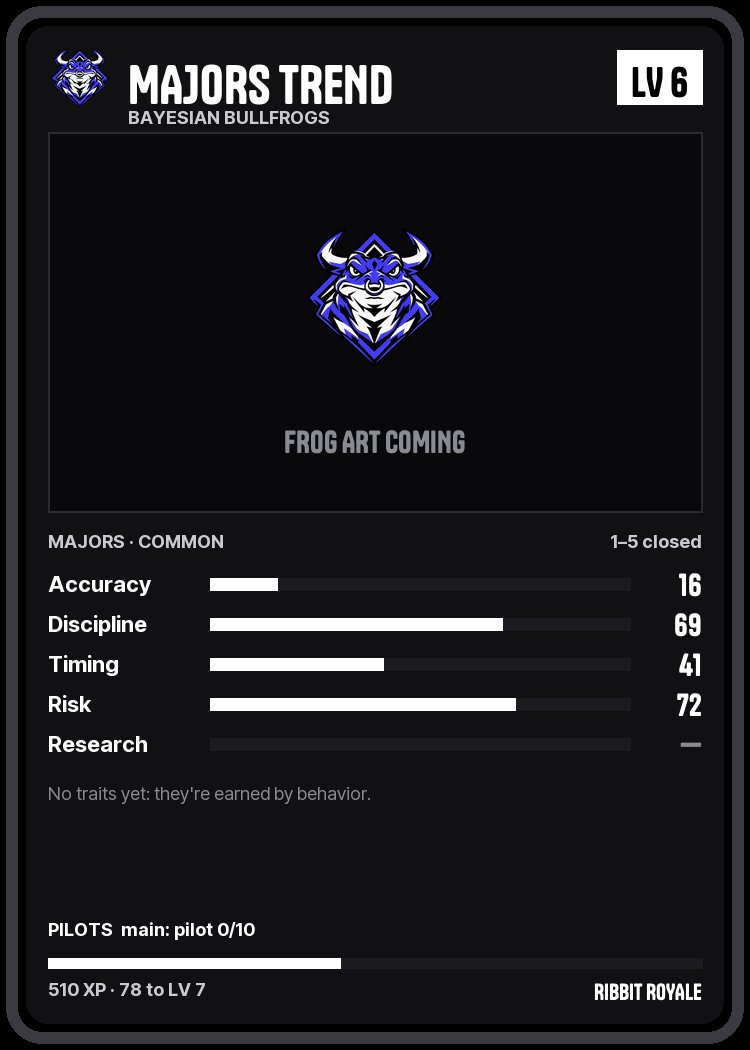 MAJORS TREND
LV 6
BAYESIAN BULLFROGS
FROG ART COMING
MAJORS · COMMON
1–5 closed
Accuracy 16
Discipline 69
Timing 41
Risk 72
Research —
No traits yet: they're earned by behavior.
PILOTS main: pilot 0/10
510 XP · 78 to LV 7
RIBBIT ROYALE